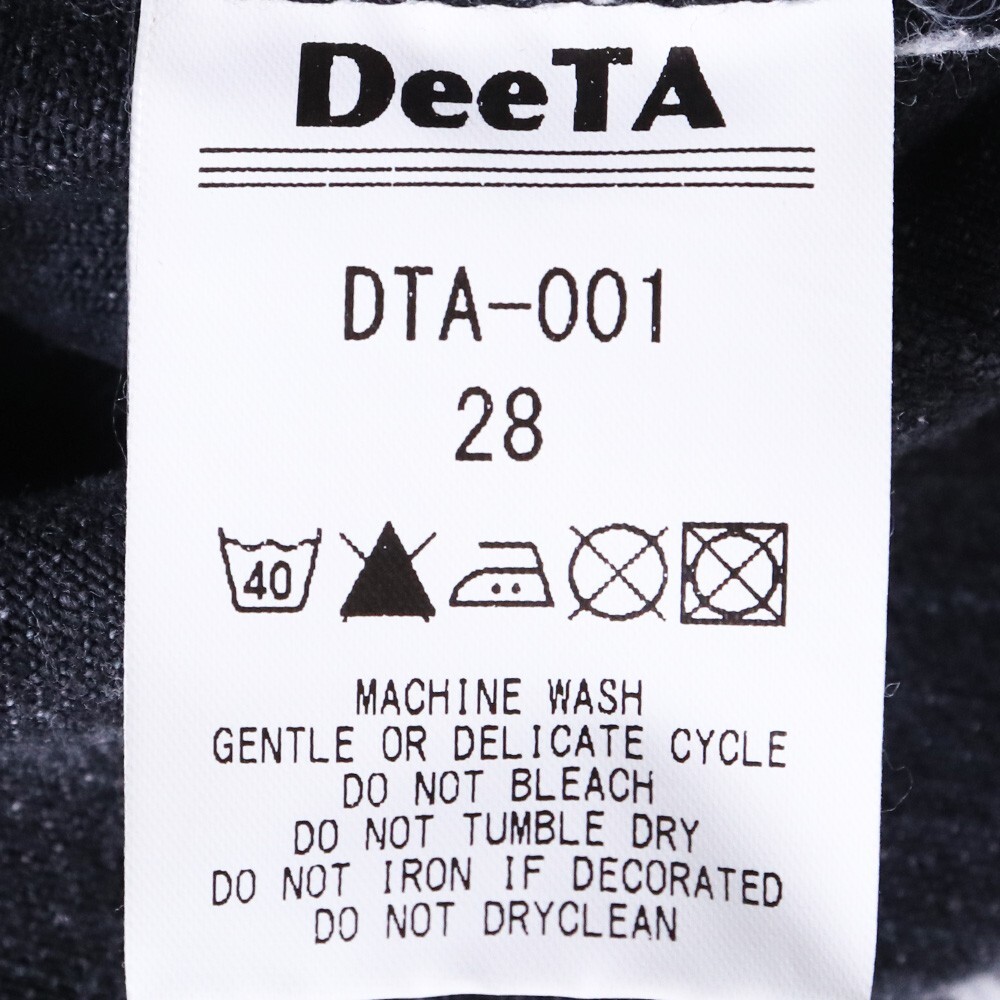 DeeTA
DTA-001
28
40
MACHINE WASH
GENTLE OR DELICATE CYCLE
DO NOT BLEACH
DO NOT TUMBLE DRY
DO NOT IRON IF DECORATED
DO NOT DRYCLEAN